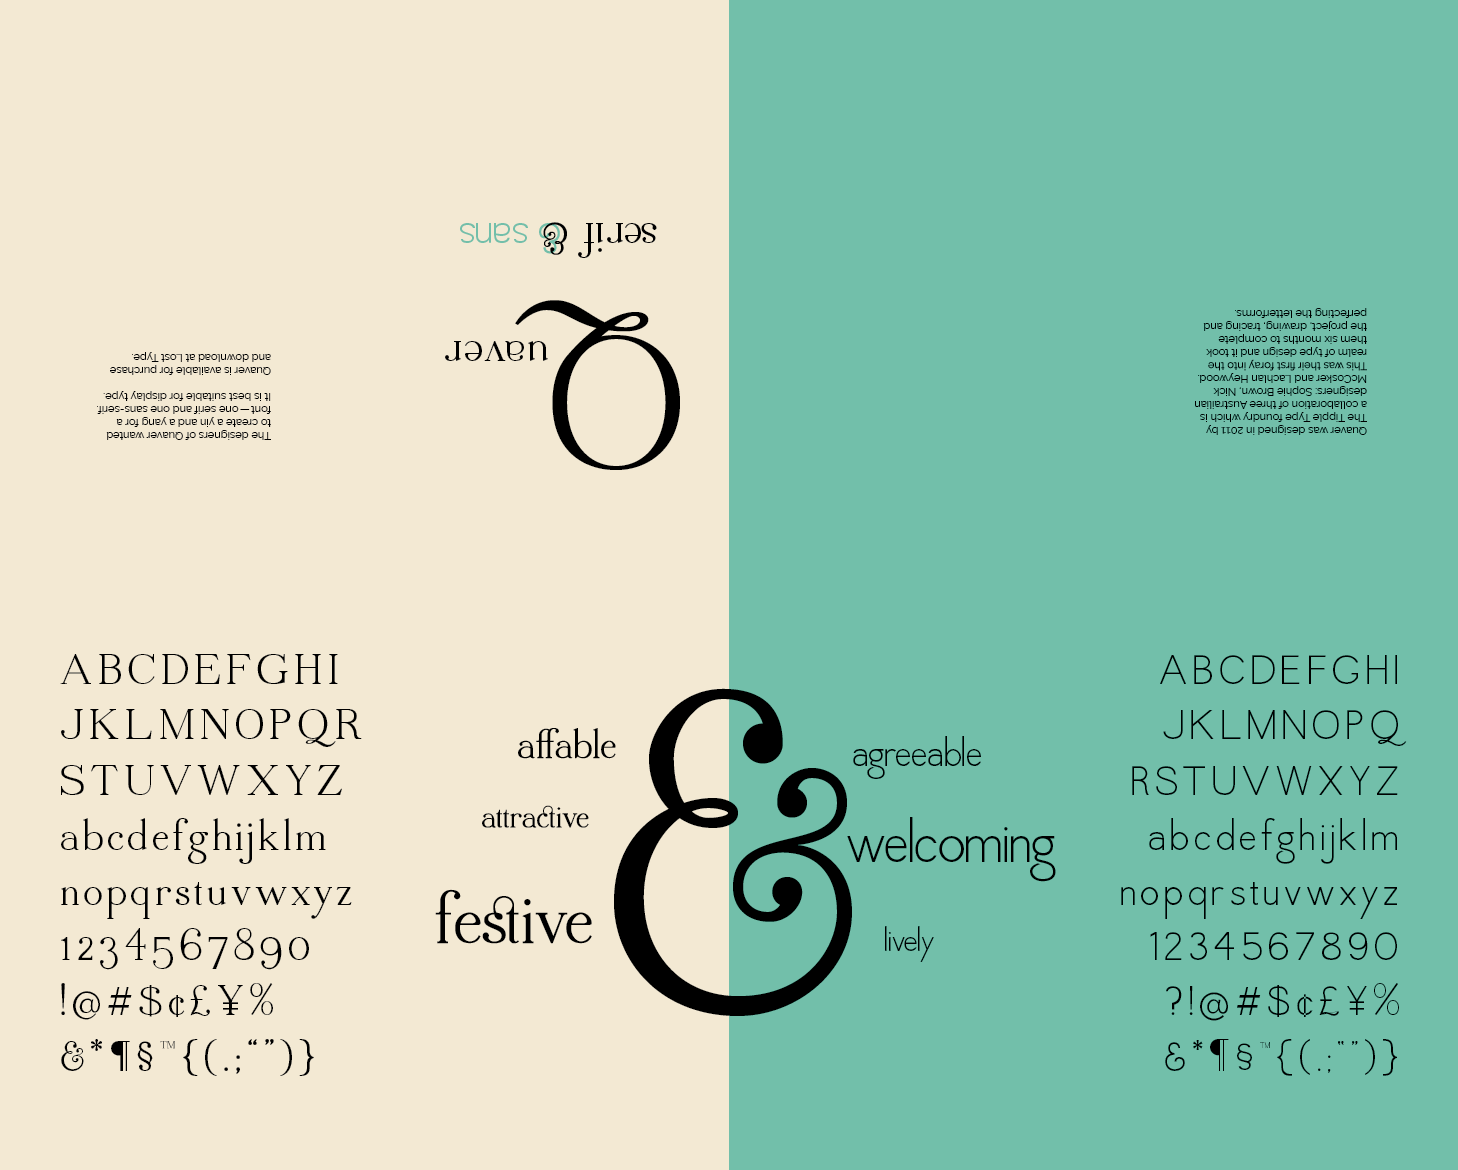 Quaver was designed in 2011 by
The Tipple Type foundry which is
a collaboration of three Austrailian
designers: Sophie Brown, Nick
McCosker and Lachlan Heywood.
This was their first foray into the
realm of type design and it took
them six months to complete
the project, drawing, tracing and
perfecting the letterforms.
Quaver
serif & sans
The designers of Quaver wanted
to create a yin and a yang for a
font — one serif and one sans-serif.
It is best suitable for display type.
Quaver is available for purchase
and download at Lost Type.
ABCDEFGHI
JKLMNOPQR
STUVWXYZ
abcdefghijklm
nopqrstuvwxyz
1234567890
!@#$¢£¥%
&*¶§™{(.;“”)}
affable
attractive
festive
&
agreeable
welcoming
lively
ABCDEFGHI
JKLMNOPQ
RSTUVWXYZ
abcdefghijklm
nopqrstuvwxyz
1234567890
?!@#$¢£¥%
&*¶§™{(.;“”)}